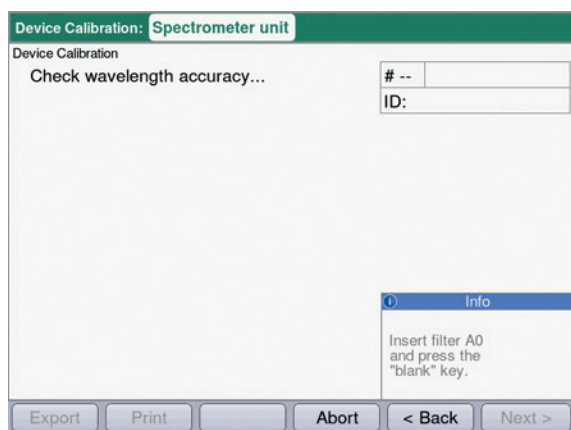 Device Calibration: Spectrometer unit
Device Calibration
Check wavelength accuracy...
# --
ID:
Info
Insert filter A0
and press the
"blank" key.
Export Print Abort < Back Next >